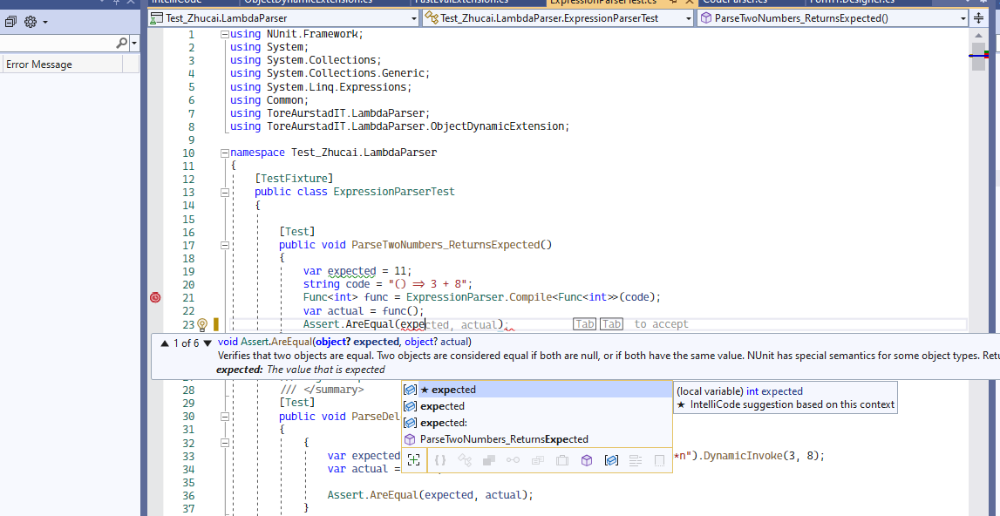 IntelliCode ObjectDynamicExtension.cs FastEvalExtension.cs ExpressionParserTest.cs CodeParser.cs Form1.Designer.cs
Test_Zhucai.LambdaParser Test_Zhucai.LambdaParser.ExpressionParserTest ParseTwoNumbers_ReturnsExpected()
Error Message
1 using NUnit.Framework;
2 using System;
3 using System.Collections;
4 using System.Collections.Generic;
5 using System.Linq.Expressions;
6 using Common;
7 using ToreAurstadIT.LambdaParser;
8 using ToreAurstadIT.LambdaParser.ObjectDynamicExtension;
9
10 namespace Test_Zhucai.LambdaParser
11 {
12 [TestFixture]
13 public class ExpressionParserTest
14 {
15
16 [Test]
17 public void ParseTwoNumbers_ReturnsExpected()
18 {
19 var expected = 11;
20 string code = "() => 3 + 8";
21 Func<int> func = ExpressionParser.Compile<Func<int>>(code);
22 var actual = func();
23 Assert.AreEqual(expected, actual); Tab Tab to accept
▲ 1 of 6 ▼ void Assert.AreEqual(object? expected, object? actual)
Verifies that two objects are equal. Two objects are considered equal if both are null, or if both have the same value. NUnit has special semantics for some object types. Retu
expected: The value that is expected
28 /// </summary>
29 [Test]
30 public void ParseDel
31 {
32 {
33 var expected *n").DynamicInvoke(3, 8);
34 var actual =
35
36 Assert.AreEqual(expected, actual);
37 }
★ expected
expected
expected:
ParseTwoNumbers_ReturnsExpected
(local variable) int expected
★ IntelliCode suggestion based on this context